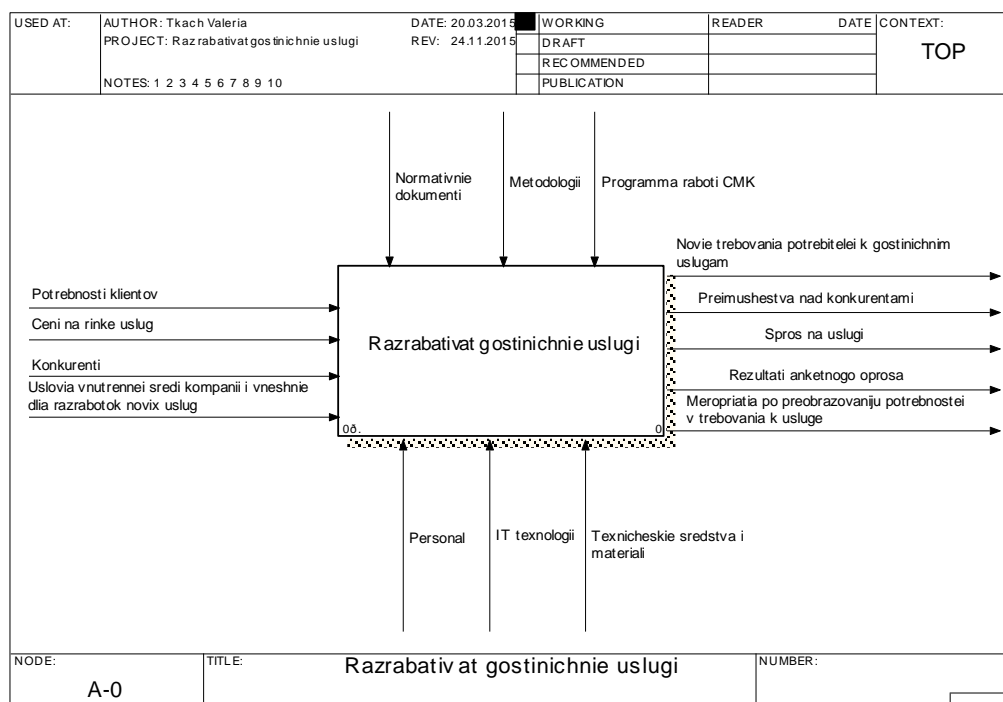 USED AT:
AUTHOR: Tkach Valeria
DATE: 20.03.2015
PROJECT: Razrabativat gostinichnie uslugi
REV: 24.11.2015
NOTES: 1 2 3 4 5 6 7 8 9 10
WORKING
DRAFT
RECOMMENDED
PUBLICATION
READER
DATE
CONTEXT:
TOP
Normativnie
dokumenti
Metodologii
Programma raboti CMK
Potrebnosti klientov
Ceni na rinke uslug
Konkurenti
Uslovia vnutrennei sredi kompanii i vneshnie
dlia razrabotok novix uslug
Razrabativat gostinichnie uslugi
0ð.
0
Novie trebovania potrebitelei k gostinichnim
uslugam
Preimushestva nad konkurentami
Spros na uslugi
Rezultati anketnogo oprosa
Meropriatia po preobrazovaniju potrebnostei
v trebovania k usluge
Personal
IT texnologii
Texnicheskie sredstva i
materiali
NODE:
A-0
TITLE:
Razrabativat gostinichnie uslugi
NUMBER: